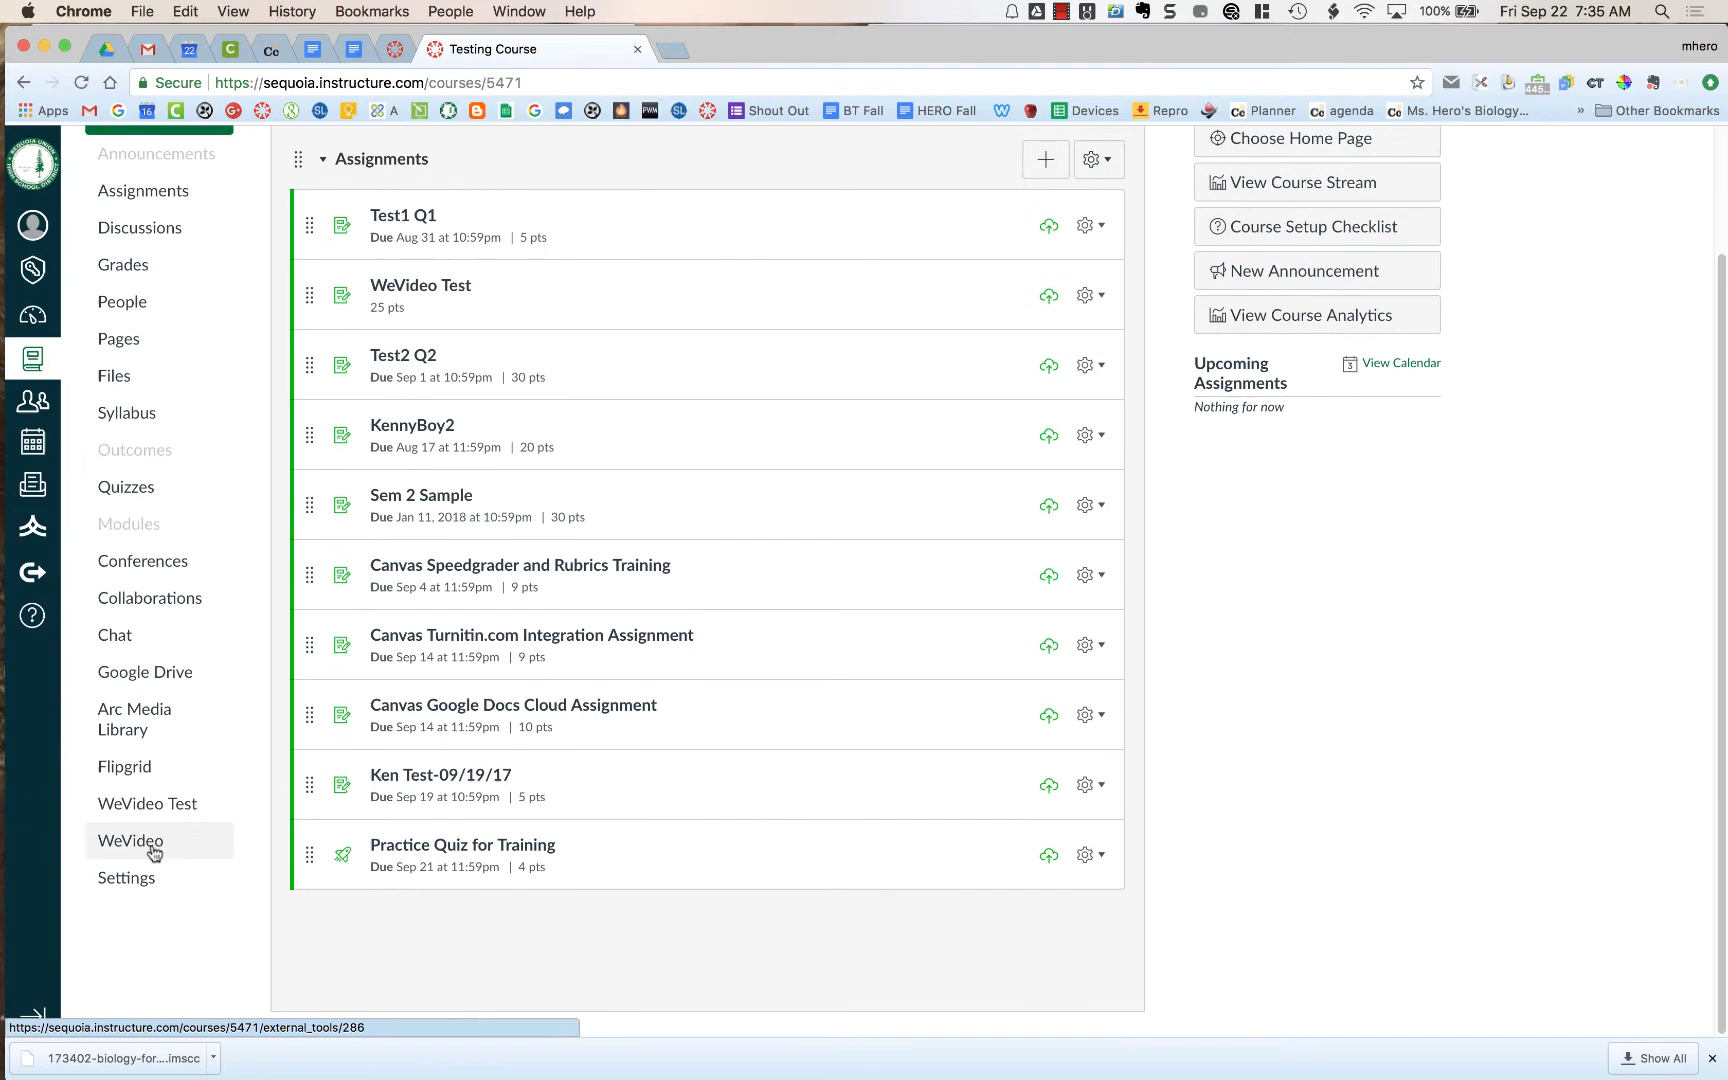 Chrome File Edit View History Bookmarks People Window Help 100% Fri Sep 22 7:35 AM
22 C Cc Testing Course × mhero
Secure https://sequoia.instructure.com/courses/5471 CT
Apps G 16 C G+ SL A G PWM SL Shout Out BT Fall HERO Fall W Devices Repro Cc Planner Cc agenda Cc Ms. Hero's Biology... » Other Bookmarks
Announcements
Assignments
Discussions
Grades
People
Pages
Files
Syllabus
Outcomes
Quizzes
Modules
Conferences
Collaborations
Chat
Google Drive
Arc Media
Library
Flipgrid
WeVideo Test
WeVideo
Settings
Assignments
Test1 Q1
Due Aug 31 at 10:59pm | 5 pts
WeVideo Test
25 pts
Test2 Q2
Due Sep 1 at 10:59pm | 30 pts
KennyBoy2
Due Aug 17 at 11:59pm | 20 pts
Sem 2 Sample
Due Jan 11, 2018 at 10:59pm | 30 pts
Canvas Speedgrader and Rubrics Training
Due Sep 4 at 11:59pm | 9 pts
Canvas Turnitin.com Integration Assignment
Due Sep 14 at 11:59pm | 9 pts
Canvas Google Docs Cloud Assignment
Due Sep 14 at 11:59pm | 10 pts
Ken Test-09/19/17
Due Sep 19 at 10:59pm | 5 pts
Practice Quiz for Training
Due Sep 21 at 11:59pm | 4 pts
Choose Home Page
View Course Stream
Course Setup Checklist
New Announcement
View Course Analytics
Upcoming
Assignments
3 View Calendar
Nothing for now
https://sequoia.instructure.com/courses/5471/external_tools/286
173402-biology-for-....imscc
Show All ×